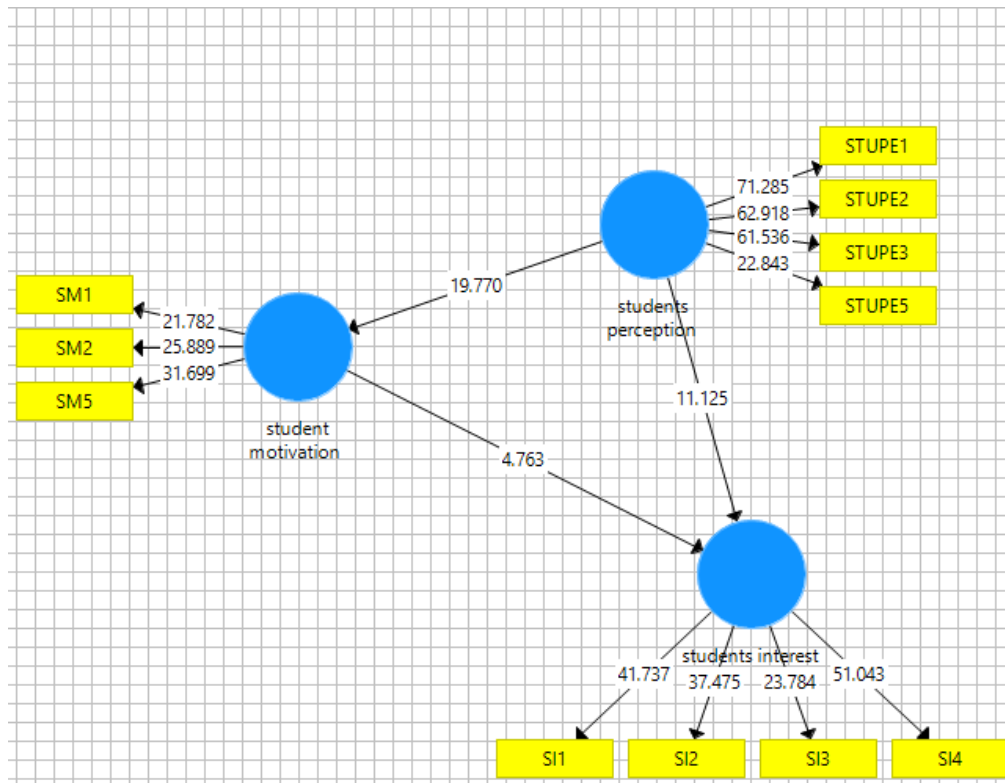 STUPE1
71.285
STUPE2
62.918
61.536
STUPE3
22.843
19.770
SM1
students
perception
STUPE5
21.782
SM2
25.889
31.699
SM5
11.125
student
motivation
4.763
students interest
41.737
37.475
23.784
51.043
SI1
SI2
SI3
SI4